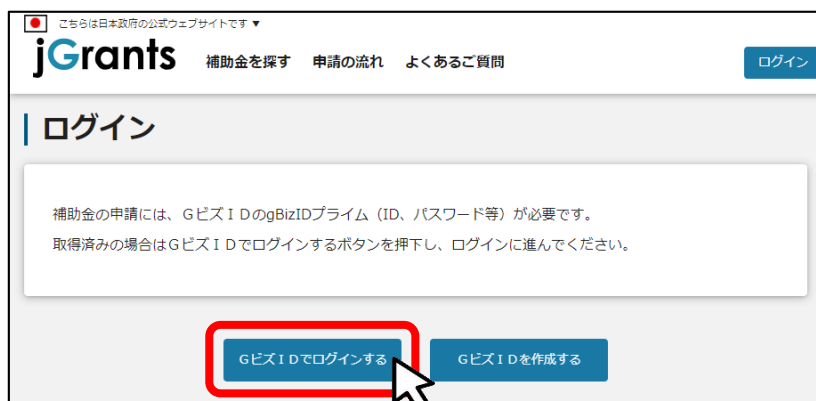 こちらは日本政府の公式ウェブサイトです ▼
jGrants 補助金を探す 申請の流れ よくあるご質問 ログイン
ログイン
補助金の申請には、GビズIDのgBizIDプライム（ID、パスワード等）が必要です。
取得済みの場合はGビズIDでログインするボタンを押下し、ログインに進んでください。
GビズIDでログインする GビズIDを作成する